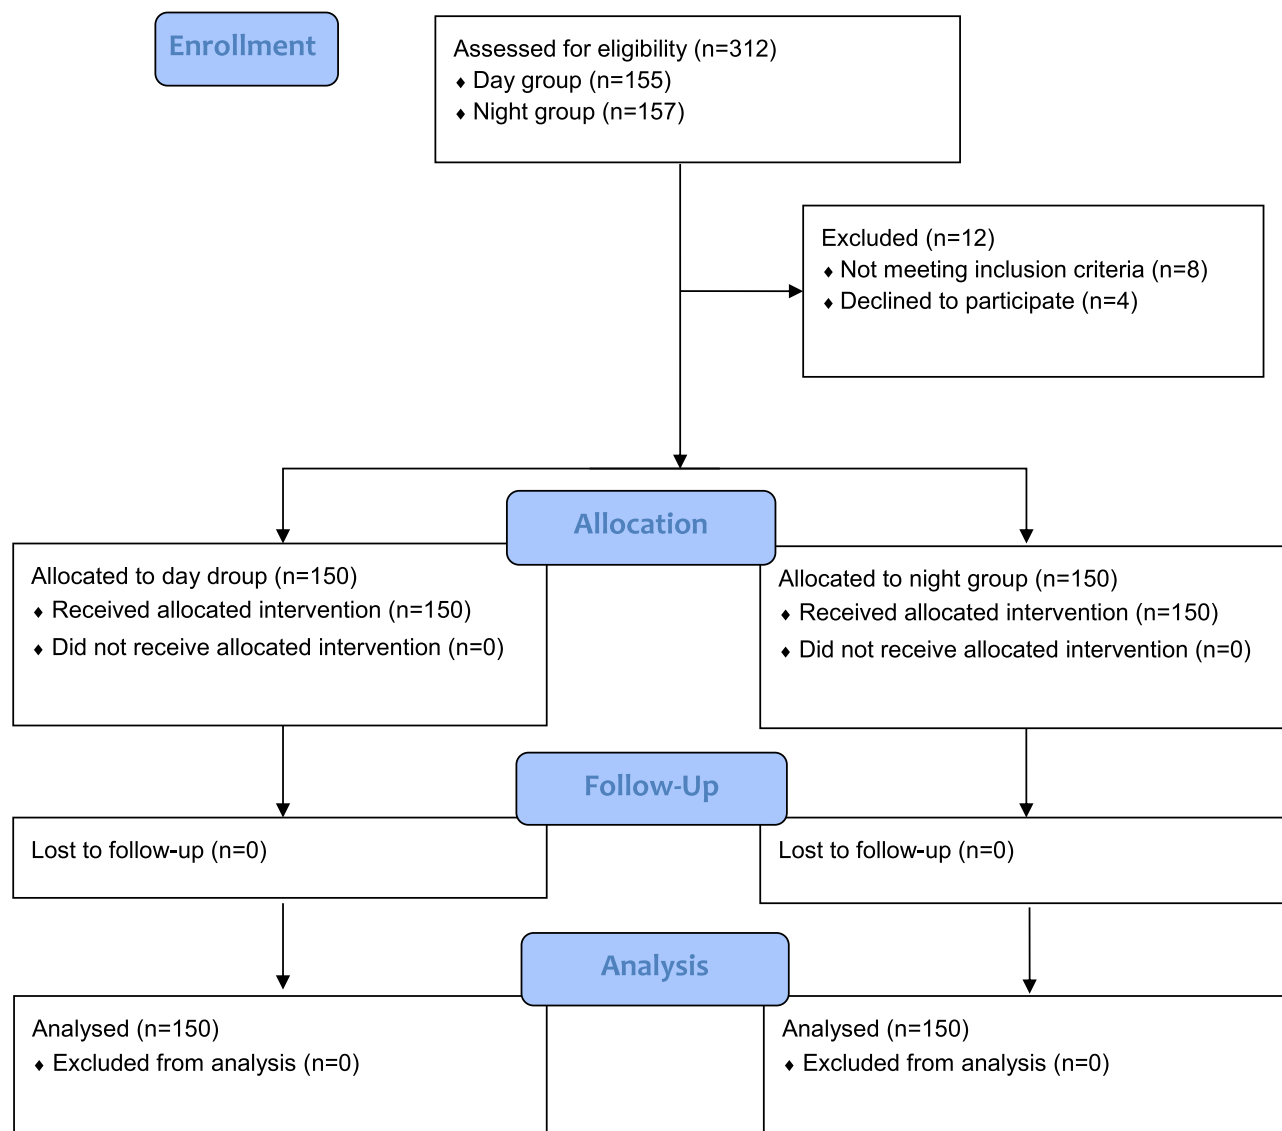 Enrollment
Assessed for eligibility (n=312)
♦ Day group (n=155)
♦ Night group (n=157)
Excluded (n=12)
♦ Not meeting inclusion criteria (n=8)
♦ Declined to participate (n=4)
Allocation
Allocated to day droup (n=150)
♦ Received allocated intervention (n=150)
♦ Did not receive allocated intervention (n=0)
Allocated to night group (n=150)
♦ Received allocated intervention (n=150)
♦ Did not receive allocated intervention (n=0)
Follow-Up
Lost to follow-up (n=0)
Lost to follow-up (n=0)
Analysis
Analysed (n=150)
♦ Excluded from analysis (n=0)
Analysed (n=150)
♦ Excluded from analysis (n=0)